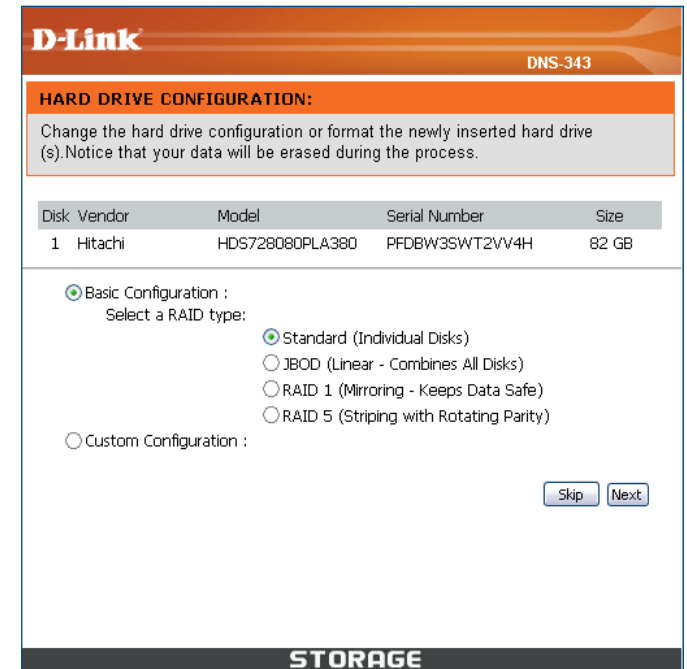 D-Link
DNS-343
HARD DRIVE CONFIGURATION:
Change the hard drive configuration or format the newly inserted hard drive
(s).Notice that your data will be erased during the process.
Disk Vendor Model Serial Number Size
1 Hitachi HDS728080PLA380 PFDBW3SWT2VV4H 82 GB
Basic Configuration :
Select a RAID type:
Standard (Individual Disks)
JBOD (Linear - Combines All Disks)
RAID 1 (Mirroring - Keeps Data Safe)
RAID 5 (Striping with Rotating Parity)
Custom Configuration :
Skip Next
STORAGE